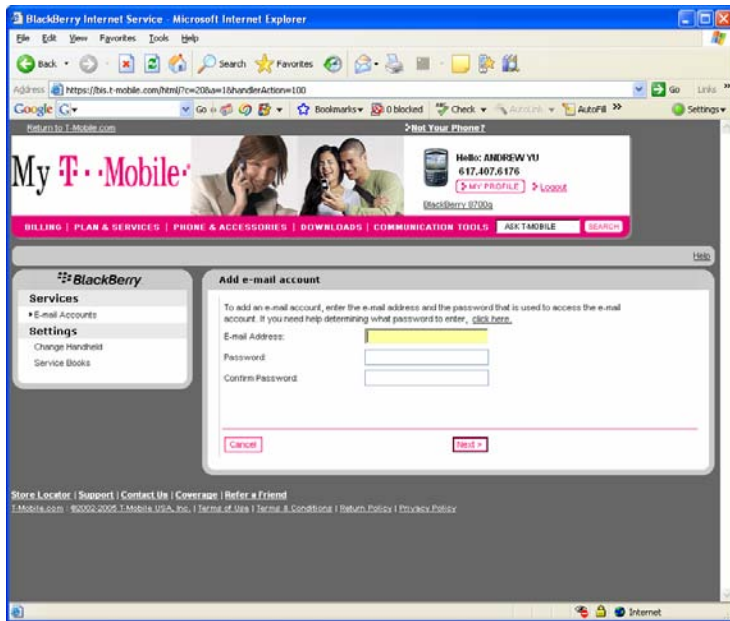 BlackBerry Internet Service - Microsoft Internet Explorer
File Edit View Favorites Tools Help
Back Search Favorites
Address https://bis.t-mobile.com/html/?c=20&a=1&handlerAction=100 Go Links
Google G Go Bookmarks 0 blocked Check AutoLink AutoFill Settings
Return to T-Mobile.com Not Your Phone?
My T-Mobile
Hello: ANDREW YU
617.407.6176
MY PROFILE Logout
BlackBerry 8700g
BILLING | PLAN & SERVICES | PHONE & ACCESSORIES | DOWNLOADS | COMMUNICATION TOOLS ASK T-MOBILE SEARCH
Help
BlackBerry
Services
E-mail Accounts
Settings
Change Handheld
Service Books
Add e-mail account
To add an e-mail account, enter the e-mail address and the password that is used to access the e-mail
account. If you need help determining what password to enter, click here.
E-mail Address:
Password:
Confirm Password:
Cancel Next >
Store Locator | Support | Contact Us | Coverage | Refer a Friend
T-Mobile.com | ©2002-2005 T-Mobile USA, Inc. | Terms of Use | Terms & Conditions | Return Policy | Privacy Policy
Internet